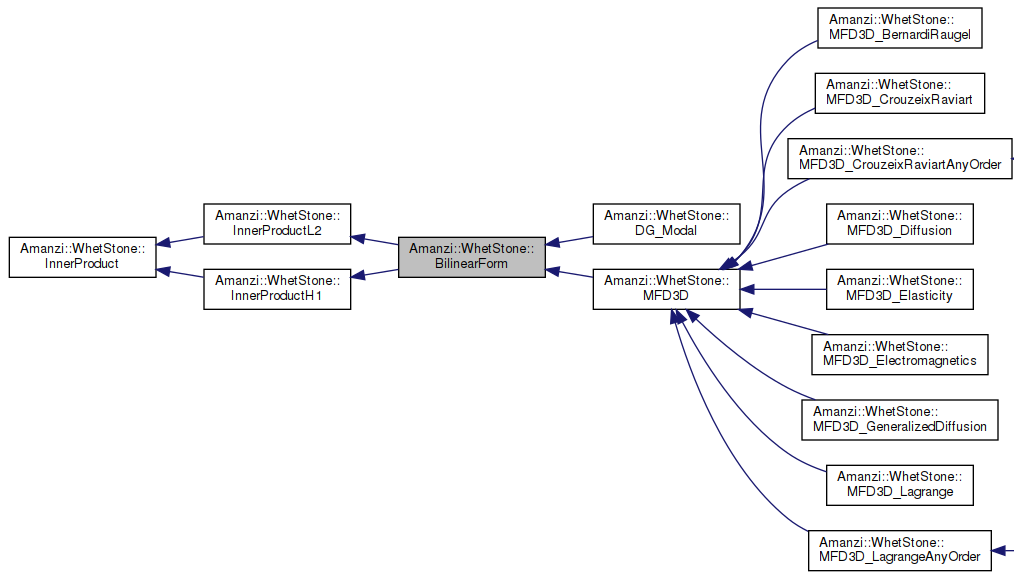 Amanzi::WhetStone::
InnerProduct
Amanzi::WhetStone::
InnerProductL2
Amanzi::WhetStone::
InnerProductH1
Amanzi::WhetStone::
BilinearForm
Amanzi::WhetStone::
DG_Modal
Amanzi::WhetStone::
MFD3D
Amanzi::WhetStone::
MFD3D_BernardiRaugel
Amanzi::WhetStone::
MFD3D_CrouzeixRaviart
Amanzi::WhetStone::
MFD3D_CrouzeixRaviartAnyOrder
Amanzi::WhetStone::
MFD3D_Diffusion
Amanzi::WhetStone::
MFD3D_Elasticity
Amanzi::WhetStone::
MFD3D_Electromagnetics
Amanzi::WhetStone::
MFD3D_GeneralizedDiffusion
Amanzi::WhetStone::
MFD3D_Lagrange
Amanzi::WhetStone::
MFD3D_LagrangeAnyOrder